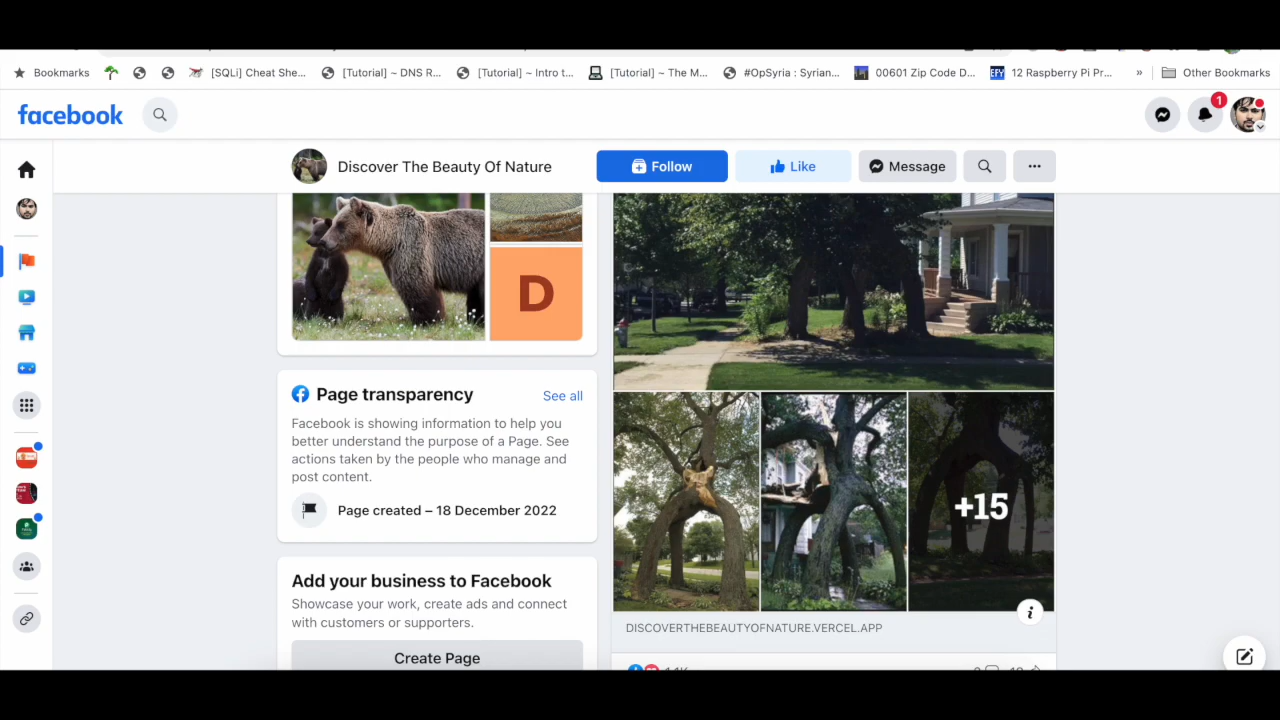 Bookmarks
[SQLi] Cheat She...
[Tutorial] ~ DNS R...
[Tutorial] ~ Intro t...
[Tutorial] ~ The M...
#OpSyria : Syrian...
00601 Zip Code D...
EFY 12 Raspberry Pi Pr...
»
Other Bookmarks
facebook
1
Discover The Beauty Of Nature
Follow
Like
Message
D
Page transparency
See all
Facebook is showing information to help you
better understand the purpose of a Page. See
actions taken by the people who manage and
post content.
Page created – 18 December 2022
Add your business to Facebook
Showcase your work, create ads and connect
with customers or supporters.
Create Page
+15
i
DISCOVERTHEBEAUTYOFNATURE.VERCEL.APP